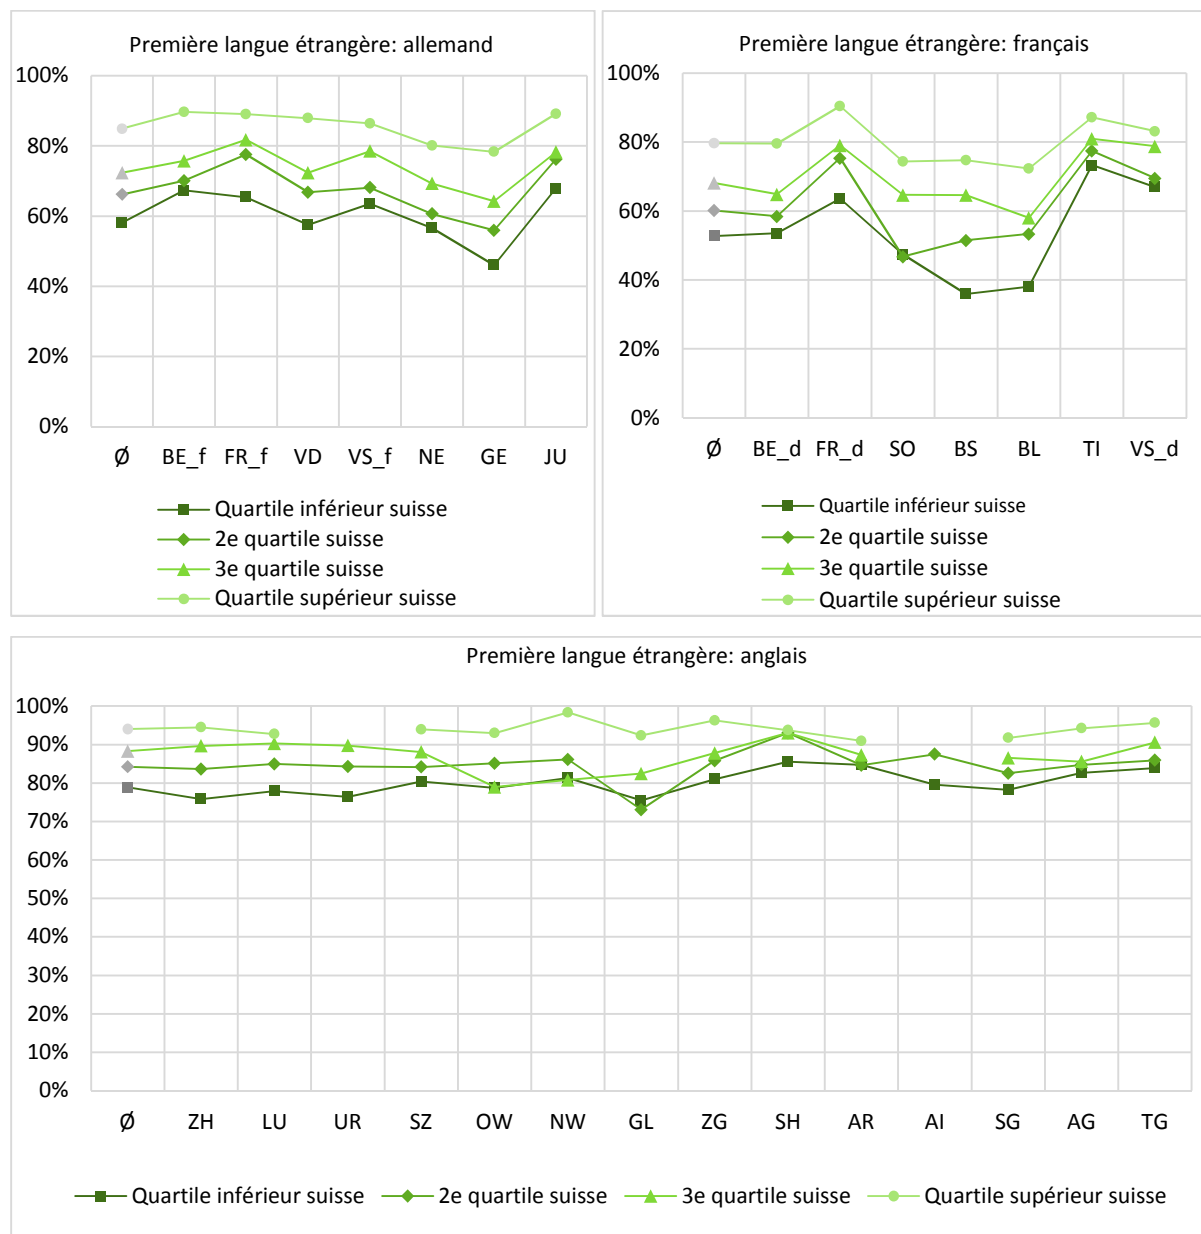 Première langue étrangère: allemand
100%
80%
60%
40%
20%
0%
Ø BE_f FR_f VD VS_f NE GE JU
Quartile inférieur suisse
2e quartile suisse
3e quartile suisse
Quartile supérieur suisse
Première langue étrangère: français
100%
80%
60%
40%
20%
0%
Ø BE_d FR_d SO BS BL TI VS_d
Quartile inférieur suisse
2e quartile suisse
3e quartile suisse
Quartile supérieur suisse
Première langue étrangère: anglais
100%
90%
80%
70%
60%
50%
40%
30%
20%
10%
0%
Ø ZH LU UR SZ OW NW GL ZG SH AR AI SG AG TG
Quartile inférieur suisse 2e quartile suisse 3e quartile suisse Quartile supérieur suisse